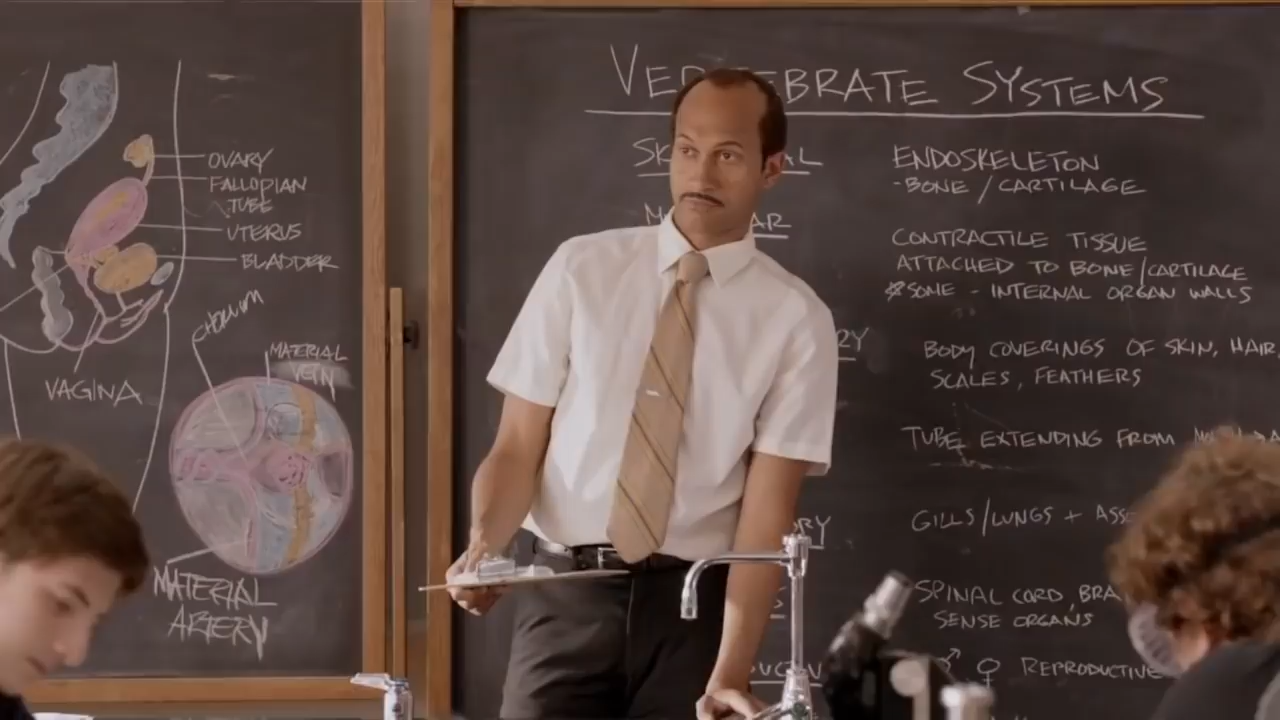 OVARY
FALLOPIAN
TUBE
UTERUS
BLADDER
CHORIUM
MATERIAL
VEIN
VAGINA
MATERIAL
ARTERY
VERTEBRATE SYSTEMS
ENDOSKELETON
-BONE / CARTILAGE
CONTRACTILE TISSUE
ATTACHED TO BONE/CARTILAGE
*SOME - INTERNAL ORGAN WALLS
BODY COVERINGS OF SKIN, HAIR,
SCALES, FEATHERS
TUBE EXTENDING FROM
GILLS/LUNGS +
SPINAL CORD,
SENSE ORGANS
♂ ♀ REPRODUCTIVE